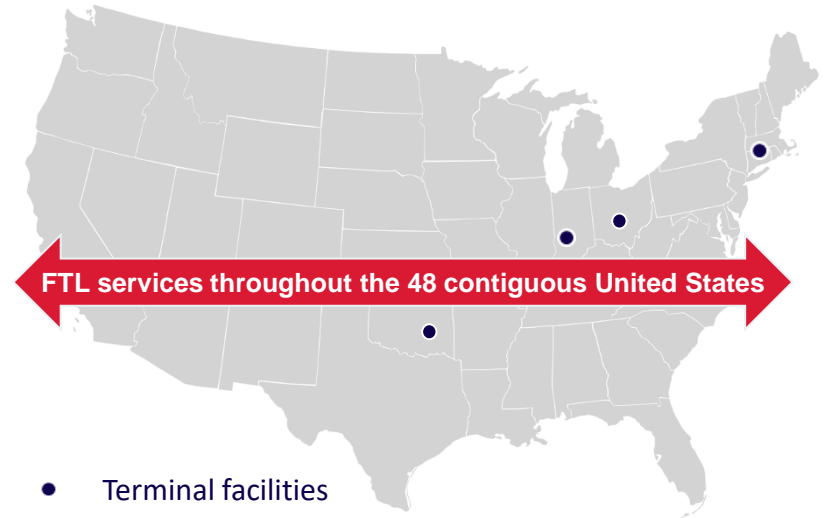 FTL services throughout the 48 contiguous United States
Terminal facilities